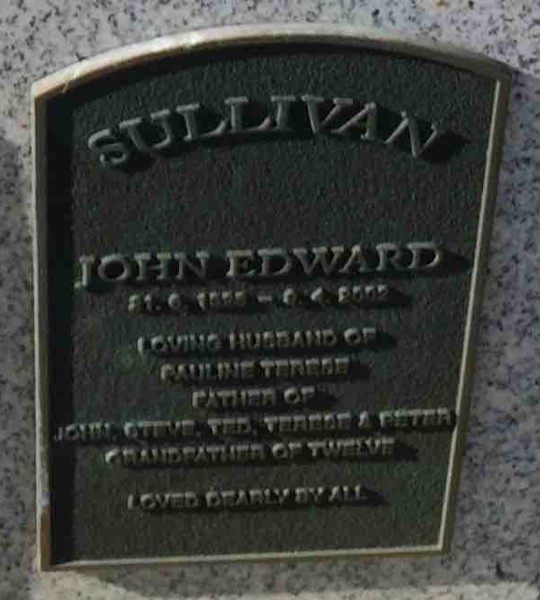 SULLIVAN
JOHN EDWARD
LOVING HUSBAND OF
PAULINE TERESE
FATHER OF
JOHN, STEVE, TED, TERESE & PETER
GRANDFATHER OF TWELVE
LOVED DEARLY BY ALL